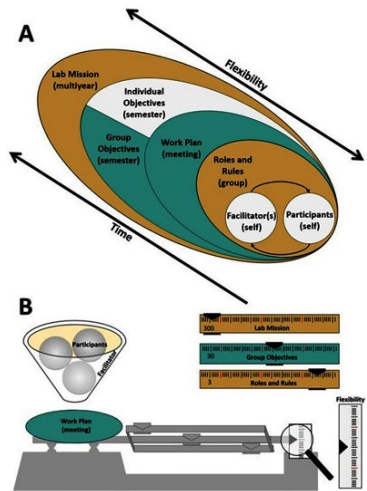 A
Flexibility
Lab Mission
(multiyear)
Individual
Objectives
(semester)
Group
Objectives
(semester)
Work Plan
(meeting)
Roles and
Rules
(group)
Facilitator(s)
(self)
Participants
(self)
Time
B
Participants
Facilitator
300
Lab Mission
30
Group Objectives
3
Roles and Rules
Work Plan
(meeting)
Flexibility